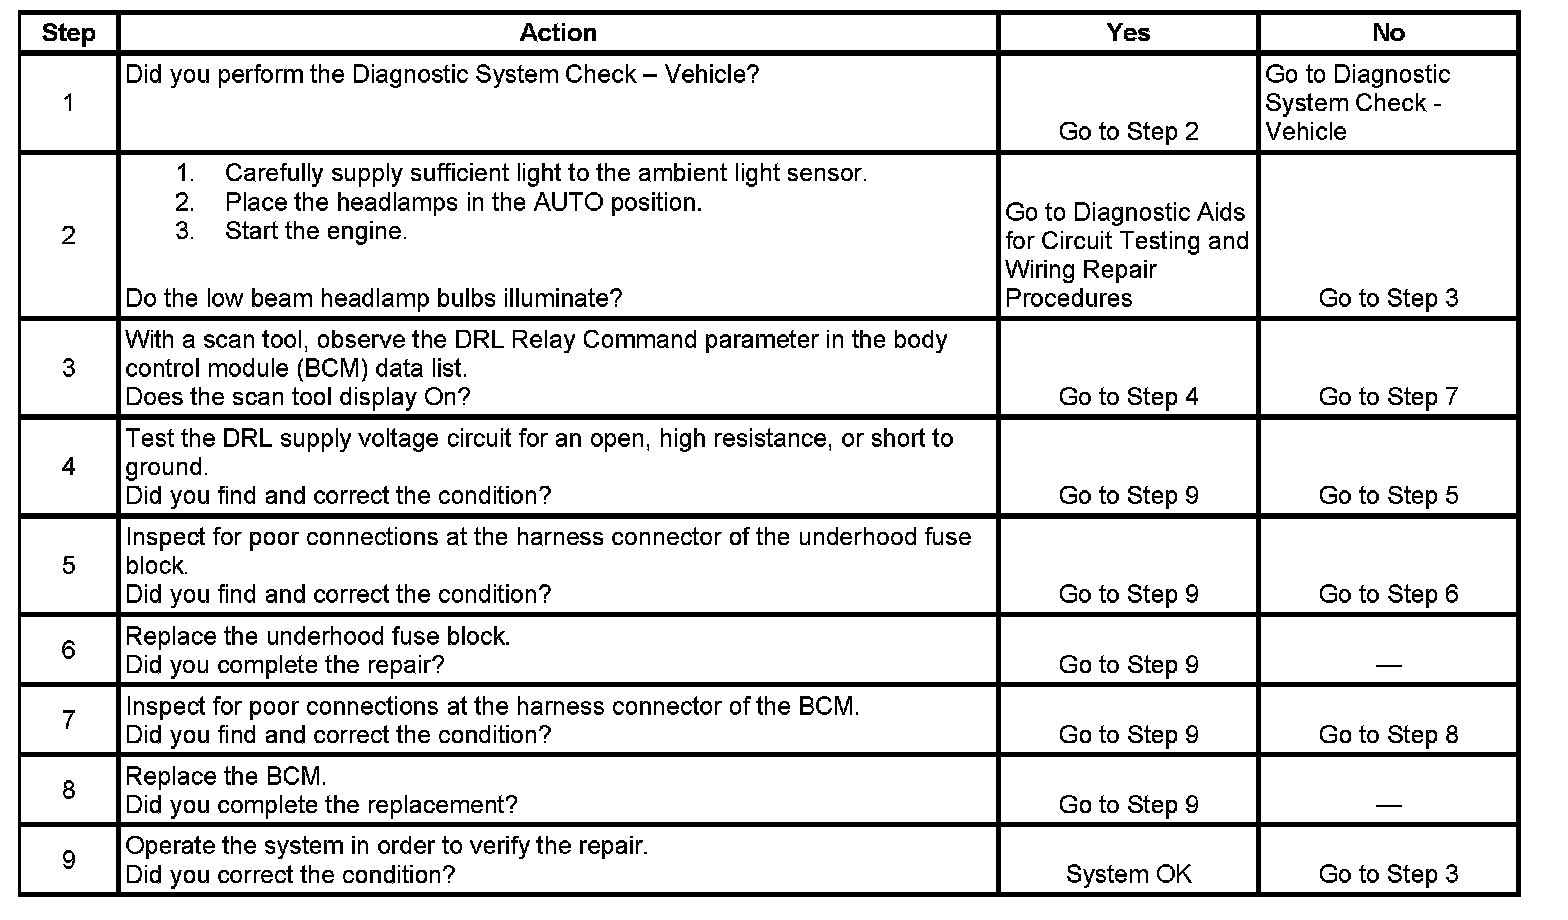 Step Action Yes No
1
Did you perform the Diagnostic System Check – Vehicle?
Go to Step 2
Go to Diagnostic
System Check -
Vehicle
2
1. Carefully supply sufficient light to the ambient light sensor.
2. Place the headlamps in the AUTO position.
3. Start the engine.
Do the low beam headlamp bulbs illuminate?
Go to Diagnostic Aids
for Circuit Testing and
Wiring Repair
Procedures
Go to Step 3
3
With a scan tool, observe the DRL Relay Command parameter in the body
control module (BCM) data list.
Does the scan tool display On?
Go to Step 4
Go to Step 7
4
Test the DRL supply voltage circuit for an open, high resistance, or short to
ground.
Did you find and correct the condition?
Go to Step 9
Go to Step 5
5
Inspect for poor connections at the harness connector of the underhood fuse
block.
Did you find and correct the condition?
Go to Step 9
Go to Step 6
6
Replace the underhood fuse block.
Did you complete the repair?
Go to Step 9
—
7
Inspect for poor connections at the harness connector of the BCM.
Did you find and correct the condition?
Go to Step 9
Go to Step 8
8
Replace the BCM.
Did you complete the replacement?
Go to Step 9
—
9
Operate the system in order to verify the repair.
Did you correct the condition?
System OK
Go to Step 3